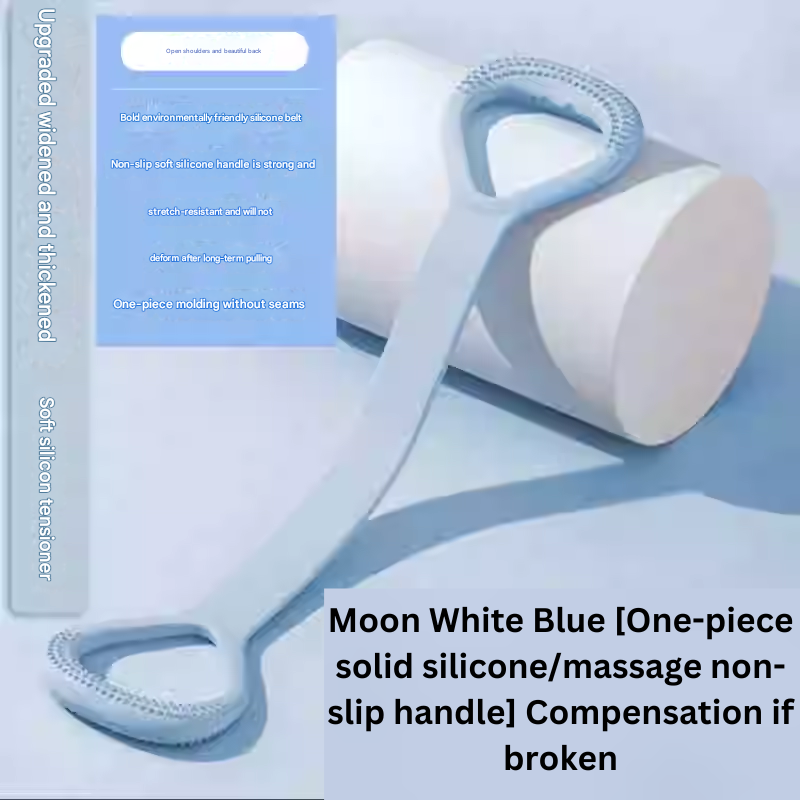 Upgraded widened and thickened
Soft silicon tensioner
Open shoulders and beautiful back
Bold environmentally friendly silicone belt
Non-slip soft silicone handle is strong and
stretch-resistant and will not
deform after long-term pulling
One-piece molding without seams
Moon White Blue [One-piece
solid silicone/massage non-
slip handle] Compensation if
broken